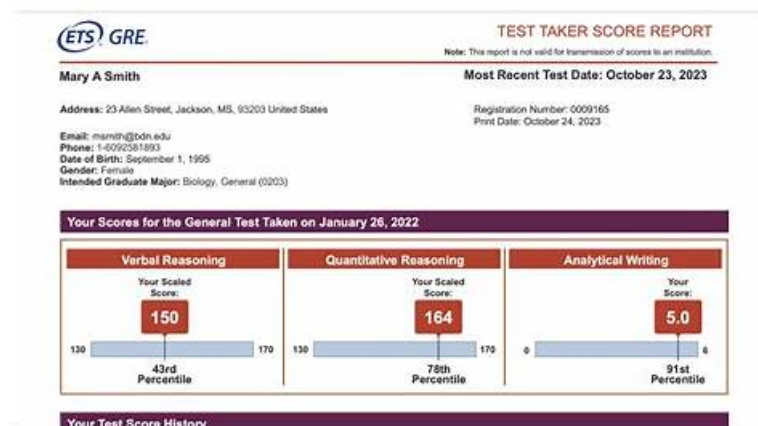 ETS GRE.
TEST TAKER SCORE REPORT
Note: This report is not valid for transmission of scores to an institution.
Mary A Smith
Most Recent Test Date: October 23, 2023
Address: 23 Allen Street, Jackson, MS, 93203 United States
Registration Number: 0009165
Print Date: October 24, 2023
Email: msmith@bdn.edu
Phone: 1-6092581893
Date of Birth: September 1, 1995
Gender: Female
Intended Graduate Major: Biology, General (0203)
Your Scores for the General Test Taken on January 26, 2022
Verbal Reasoning
Your Scaled
Score:
150
130 170
43rd
Percentile
Quantitative Reasoning
Your Scaled
Score:
164
130 170
78th
Percentile
Analytical Writing
Your
Score:
5.0
0 6
91st
Percentile
Your Test Score History